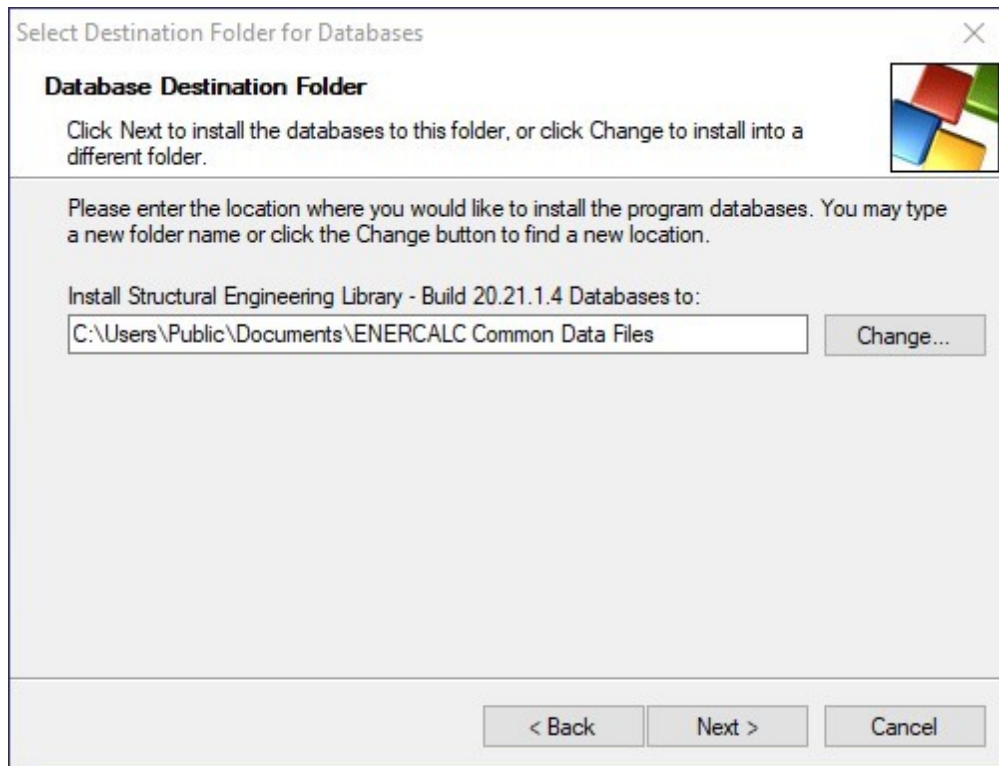 Select Destination Folder for Databases
Database Destination Folder
Click Next to install the databases to this folder, or click Change to install into a
different folder.
Please enter the location where you would like to install the program databases. You may type
a new folder name or click the Change button to find a new location.
Install Structural Engineering Library - Build 20.21.1.4 Databases to:
C:\Users\Public\Documents\ENERCALC Common Data Files
Change...
< Back
Next >
Cancel